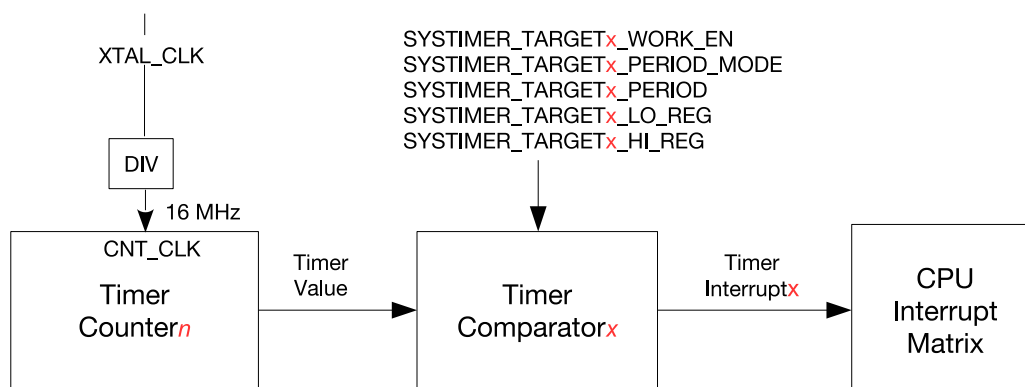 XTAL_CLK
DIV
16 MHz
CNT_CLK
Timer
Countern
SYSTIMER_TARGETx_WORK_EN
SYSTIMER_TARGETx_PERIOD_MODE
SYSTIMER_TARGETx_PERIOD
SYSTIMER_TARGETx_LO_REG
SYSTIMER_TARGETx_HI_REG
Timer
Value
Timer
Comparatorx
Timer
Interruptx
CPU
Interrupt
Matrix